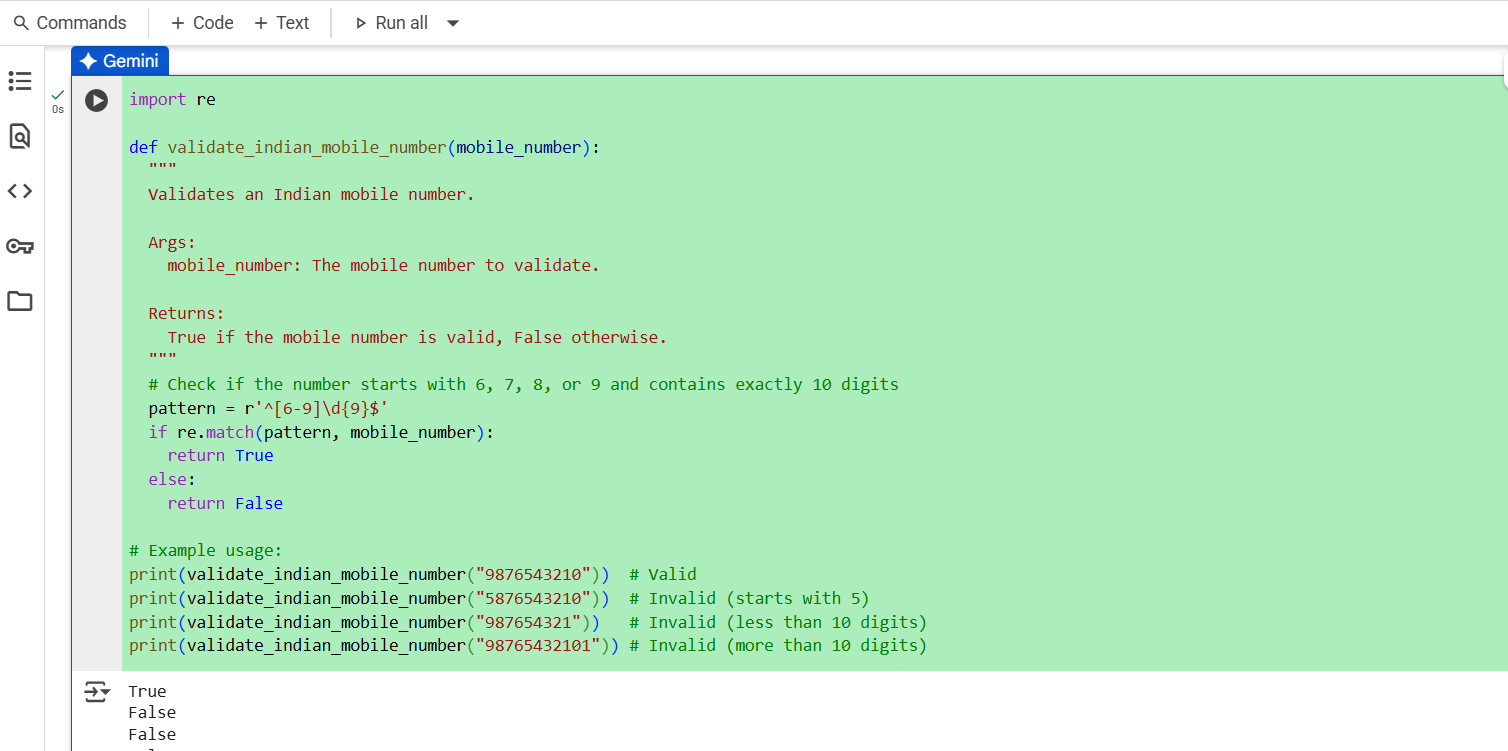 Commands + Code + Text Run all
Gemini
0s
import re
def validate_indian_mobile_number(mobile_number):
"""
Validates an Indian mobile number.
Args:
mobile_number: The mobile number to validate.
Returns:
True if the mobile number is valid, False otherwise.
"""
# Check if the number starts with 6, 7, 8, or 9 and contains exactly 10 digits
pattern = r'^[6-9]\d{9}$'
if re.match(pattern, mobile_number):
return True
else:
return False
# Example usage:
print(validate_indian_mobile_number("9876543210")) # Valid
print(validate_indian_mobile_number("5876543210")) # Invalid (starts with 5)
print(validate_indian_mobile_number("987654321")) # Invalid (less than 10 digits)
print(validate_indian_mobile_number("98765432101")) # Invalid (more than 10 digits)
True
False
False